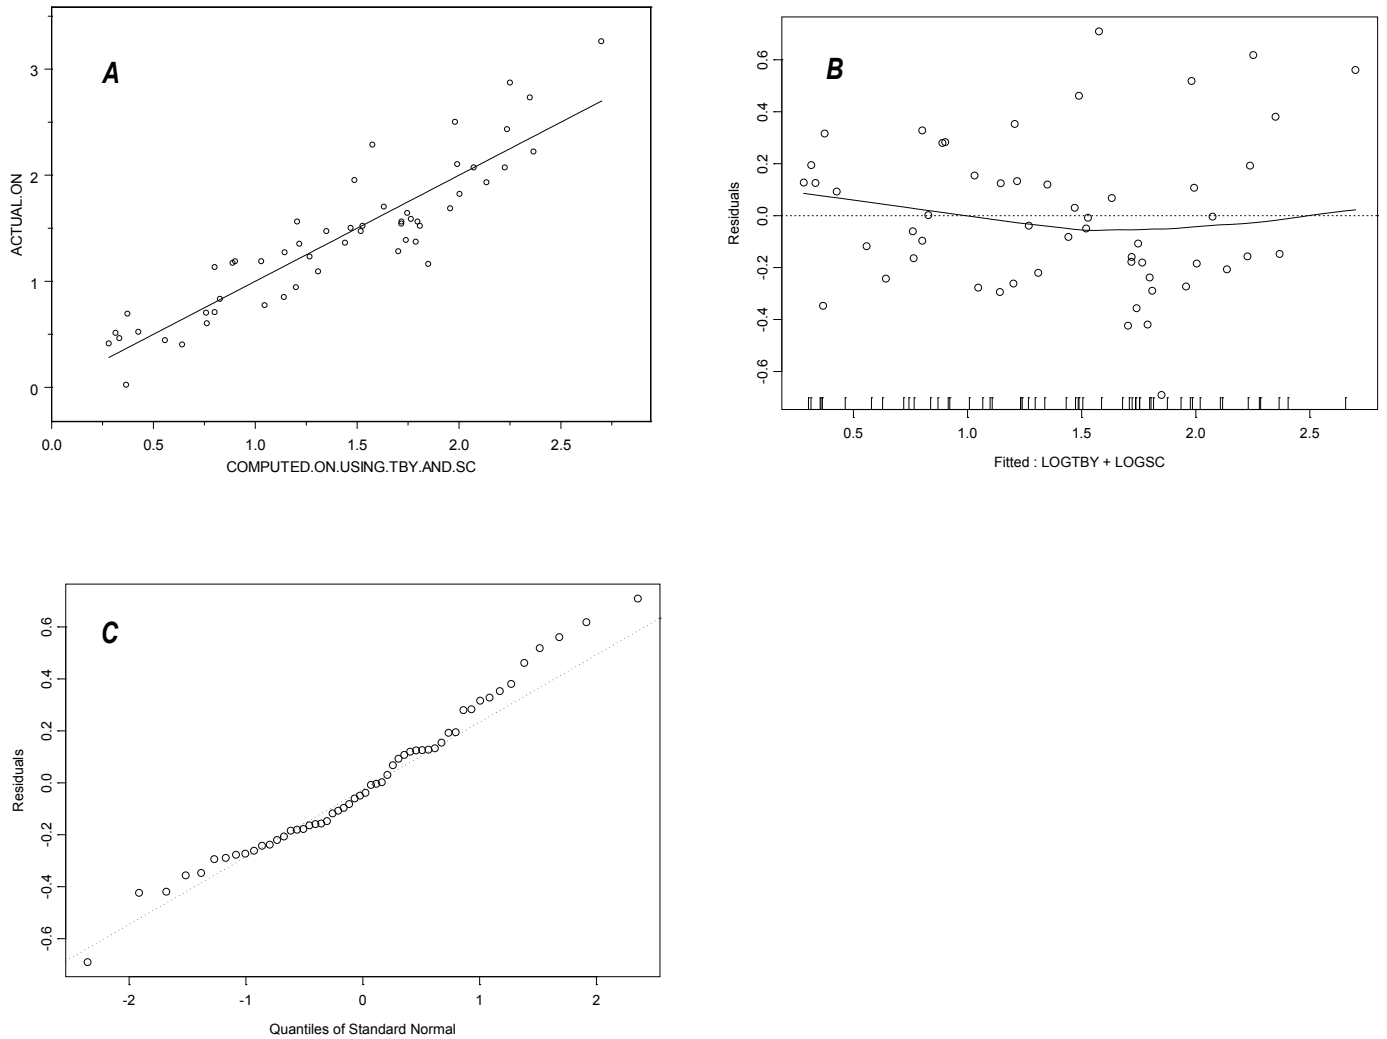 A
3
2
1
0
ACTUAL.ON
0.0 0.5 1.0 1.5 2.0 2.5
COMPUTED.ON.USING.TBY.AND.SC
B
0.6
0.4
0.2
0.0
-0.2
-0.4
-0.6
Residuals
0.5 1.0 1.5 2.0 2.5
Fitted : LOGTBY + LOGSC
C
0.6
0.4
0.2
0.0
-0.2
-0.4
-0.6
Residuals
-2 -1 0 1 2
Quantiles of Standard Normal